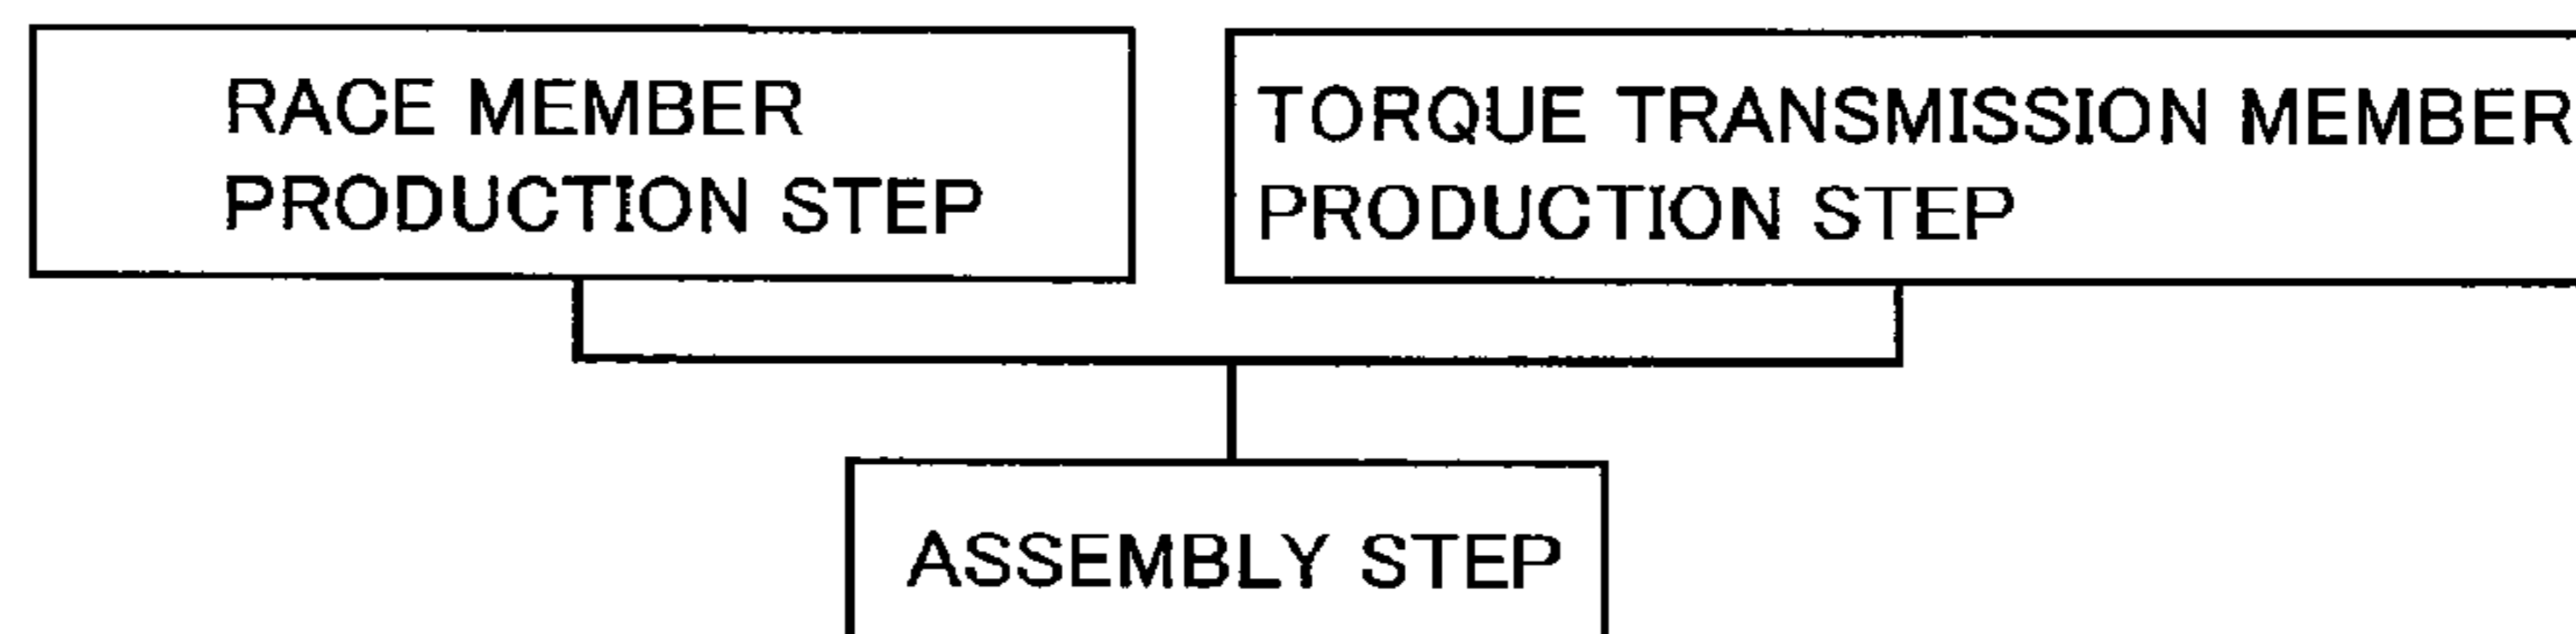 RACE MEMBER
PRODUCTION STEP
TORQUE TRANSMISSION MEMBER
PRODUCTION STEP
ASSEMBLY STEP